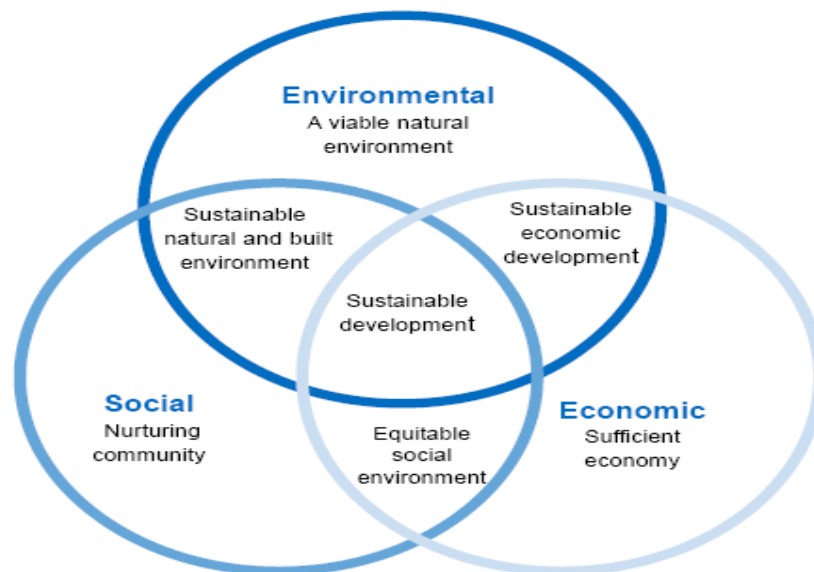 Environmental
A viable natural
environment
Sustainable
natural and built
environment
Sustainable
economic
development
Sustainable
development
Social
Nurturing
community
Equitable
social
environment
Economic
Sufficient
economy